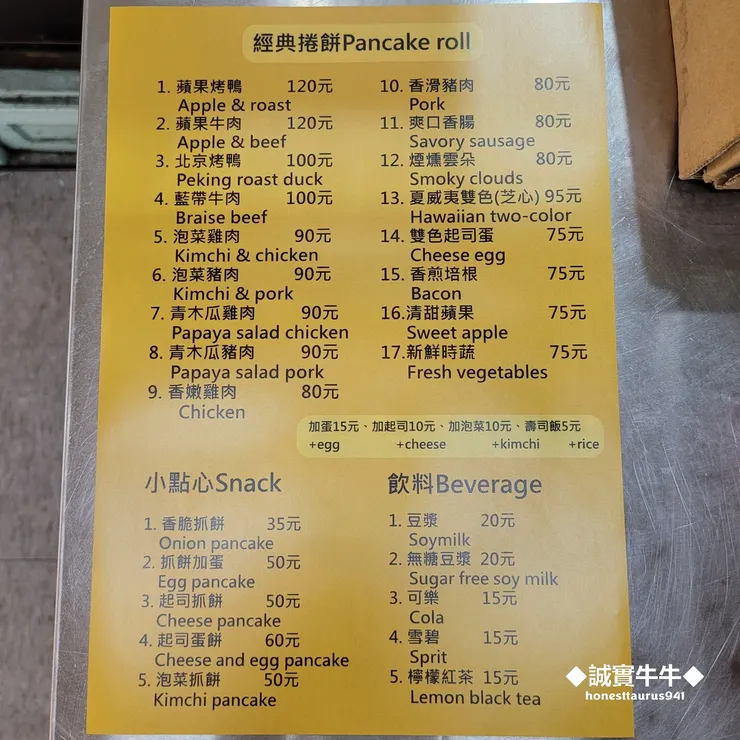 經典捲餅Pancake roll
1. 蘋果烤鴨 120元
Apple & roast
2. 蘋果牛肉 120元
Apple & beef
3. 北京烤鴨 100元
Peking roast duck
4. 藍帶牛肉 100元
Braise beef
5. 泡菜雞肉 90元
Kimchi & chicken
6. 泡菜豬肉 90元
Kimchi & pork
7. 青木瓜雞肉 90元
Papaya salad chicken
8. 青木瓜豬肉 90元
Papaya salad pork
9. 香嫩雞肉 80元
Chicken
10. 香滑豬肉 80元
Pork
11. 爽口香腸 80元
Savory sausage
12. 煙燻雲朵 80元
Smoky clouds
13. 夏威夷雙色(芝心) 95元
Hawaiian two-color
14. 雙色起司蛋 75元
Cheese egg
15. 香煎培根 75元
Bacon
16.清甜蘋果 75元
Sweet apple
17.新鮮時蔬 75元
Fresh vegetables
加蛋15元、加起司10元、加泡菜10元、壽司飯5元
+egg +cheese +kimchi +rice
小點心Snack
1. 香脆抓餅 35元
Onion pancake
2. 抓餅加蛋 50元
Egg pancake
3. 起司抓餅 50元
Cheese pancake
4. 起司蛋餅 60元
Cheese and egg pancake
5. 泡菜抓餅 50元
Kimchi pancake
飲料Beverage
1. 豆漿 20元
Soymilk
2. 無糖豆漿 20元
Sugar free soy milk
3. 可樂 15元
Cola
4. 雪碧 15元
Sprit
5. 檸檬紅茶 15元
Lemon black tea
◆誠實牛牛◆
honesttaurus941